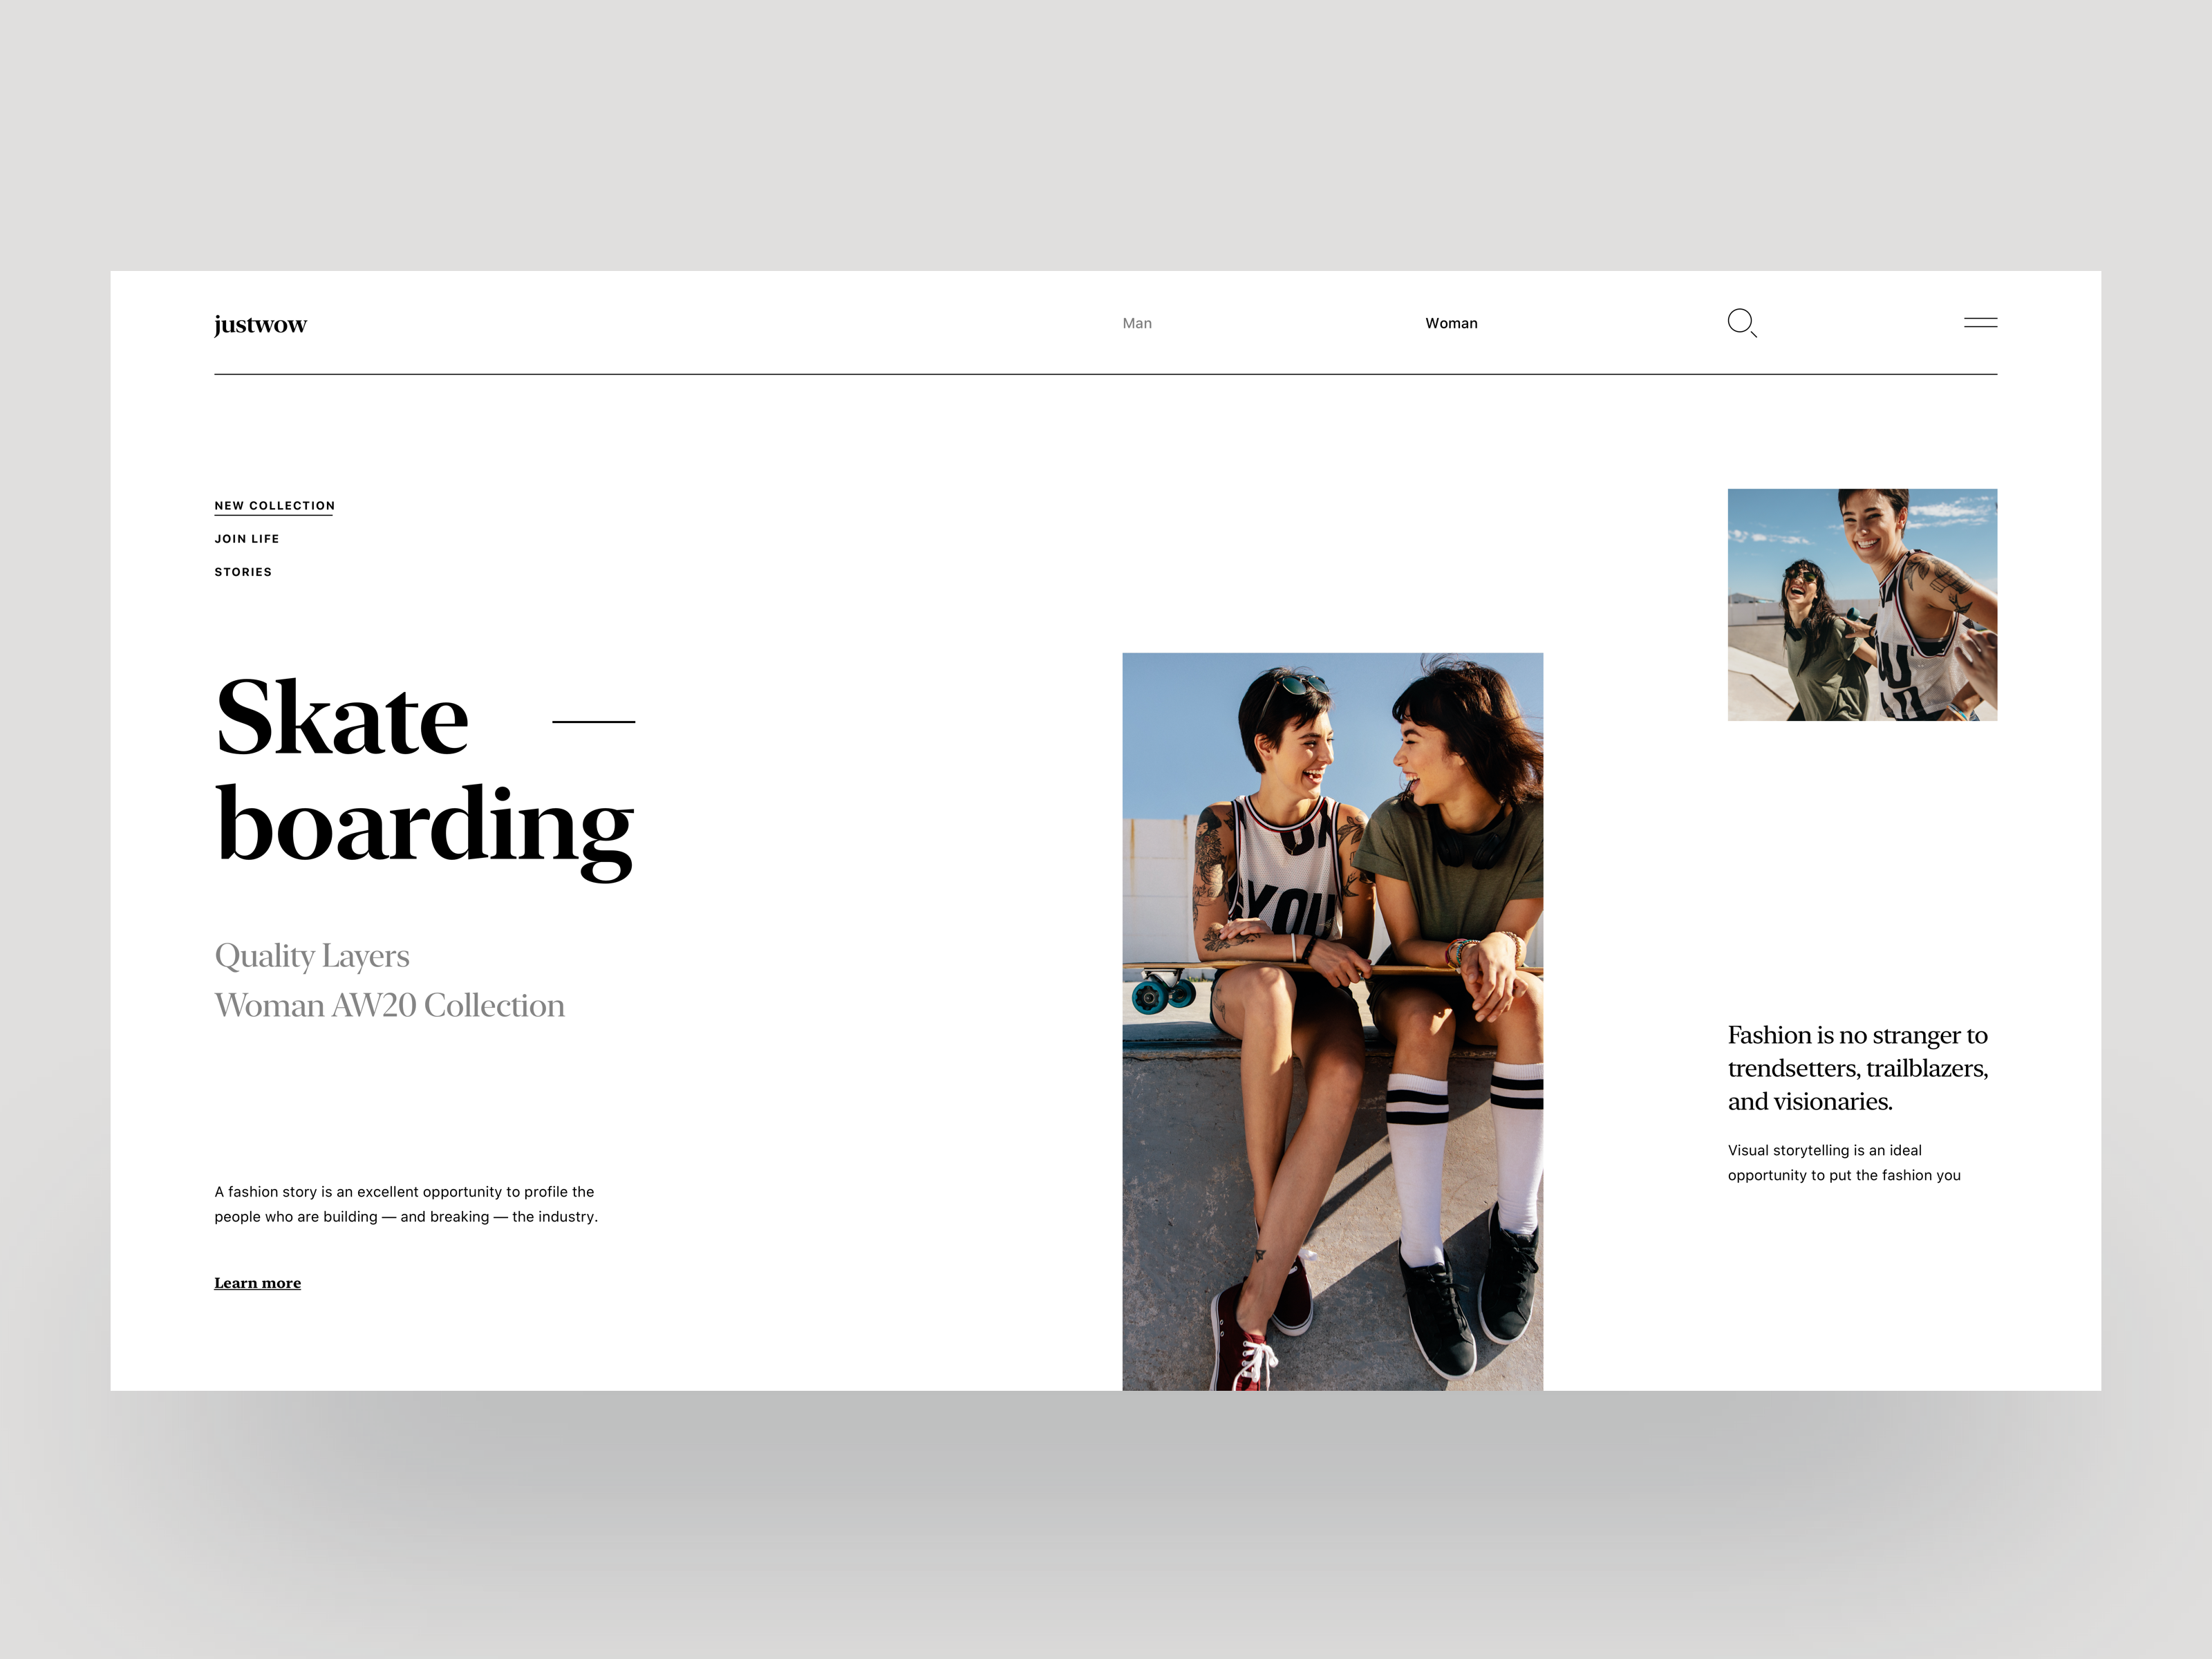 justwow
Man
Woman
NEW COLLECTION
JOIN LIFE
STORIES
Skate —
boarding
Quality Layers
Woman AW20 Collection
A fashion story is an excellent opportunity to profile the
people who are building — and breaking — the industry.
Learn more
YOU
Fashion is no stranger to
trendsetters, trailblazers,
and visionaries.
Visual storytelling is an ideal
opportunity to put the fashion you